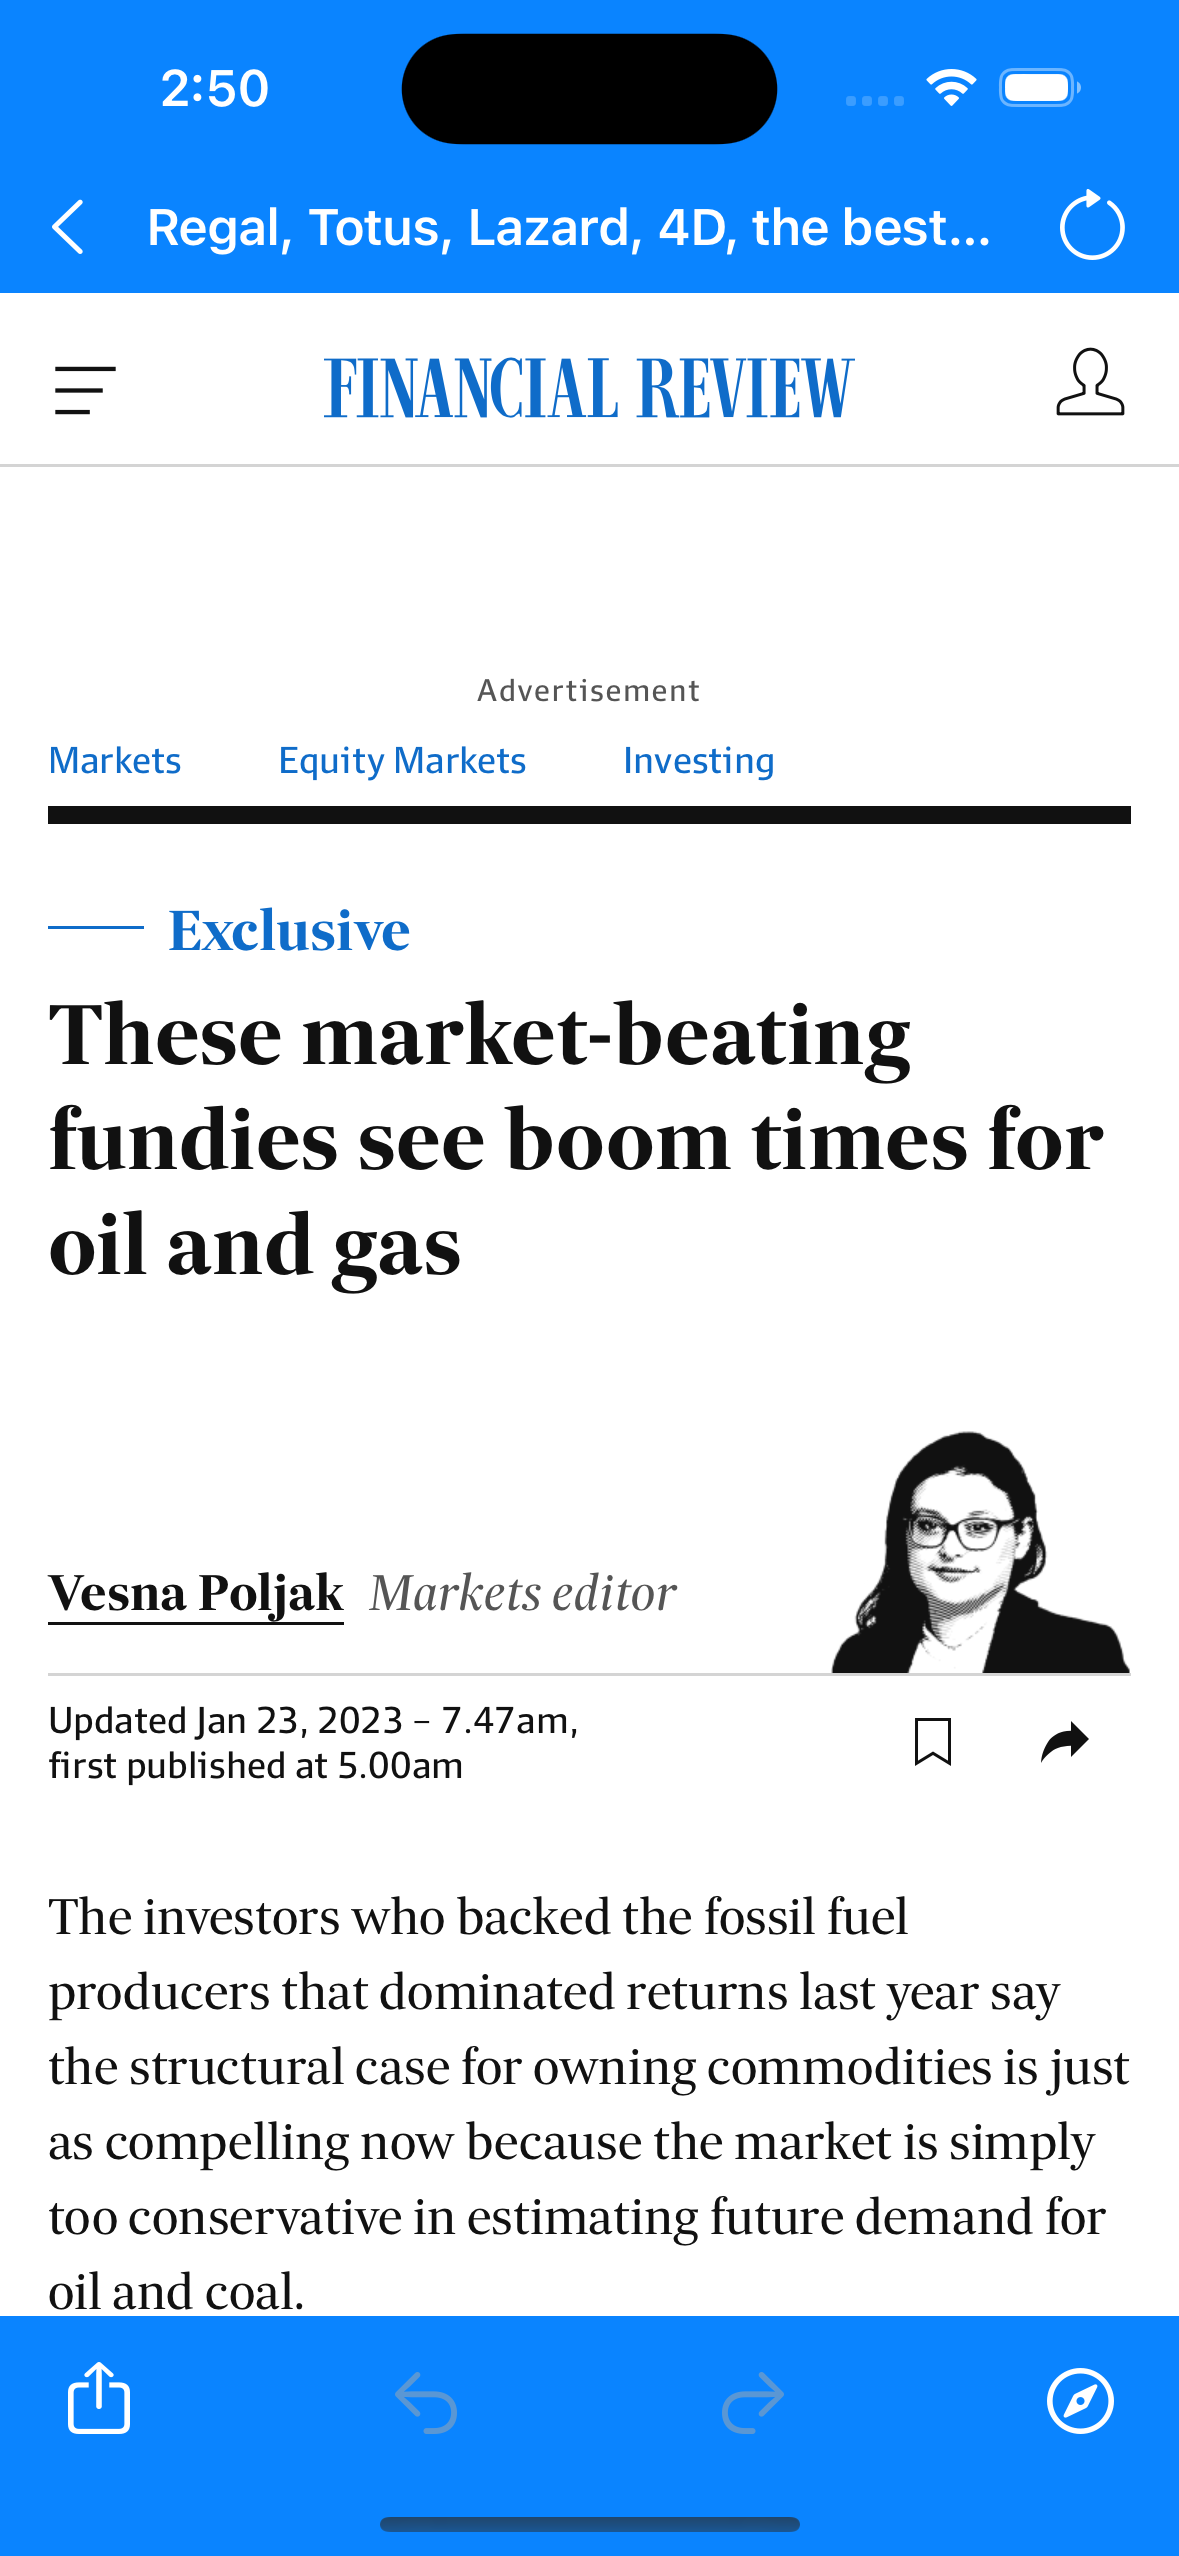 2:50
Regal, Totus, Lazard, 4D, the best...
FINANCIAL REVIEW
Advertisement
Markets Equity Markets Investing
Exclusive
These market-beating
fundies see boom times for
oil and gas
Vesna Poljak Markets editor
Updated Jan 23, 2023 – 7.47am,
first published at 5.00am
The investors who backed the fossil fuel
producers that dominated returns last year say
the structural case for owning commodities is just
as compelling now because the market is simply
too conservative in estimating future demand for
oil and coal.